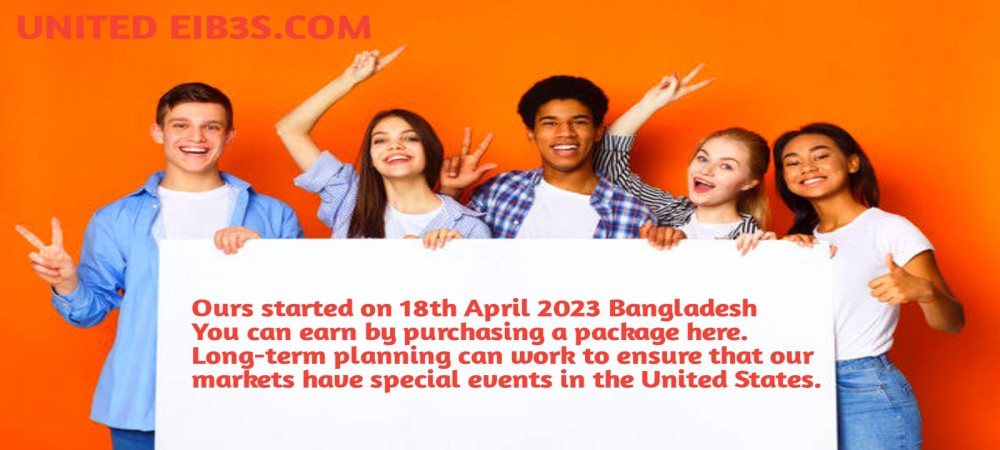 UNITED EIB3S.COM
Ours started on 18th April 2023 Bangladesh
You can earn by purchasing a package here.
Long-term planning can work to ensure that our
markets have special events in the United States.